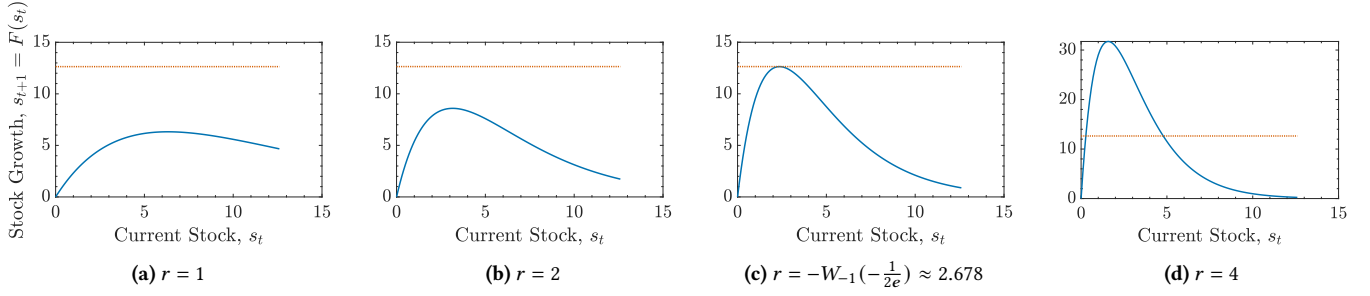 Stock Growth, s_{t+1} = F(s_t)
15
10
5
0
0 5 10 15
Current Stock, s_t
(a) r = 1
15
10
5
0
0 5 10 15
Current Stock, s_t
(b) r = 2
15
10
5
0
0 5 10 15
Current Stock, s_t
(c) r = −W_{−1}(−\frac{1}{2e}) ≈ 2.678
30
20
10
0
0 5 10 15
Current Stock, s_t
(d) r = 4